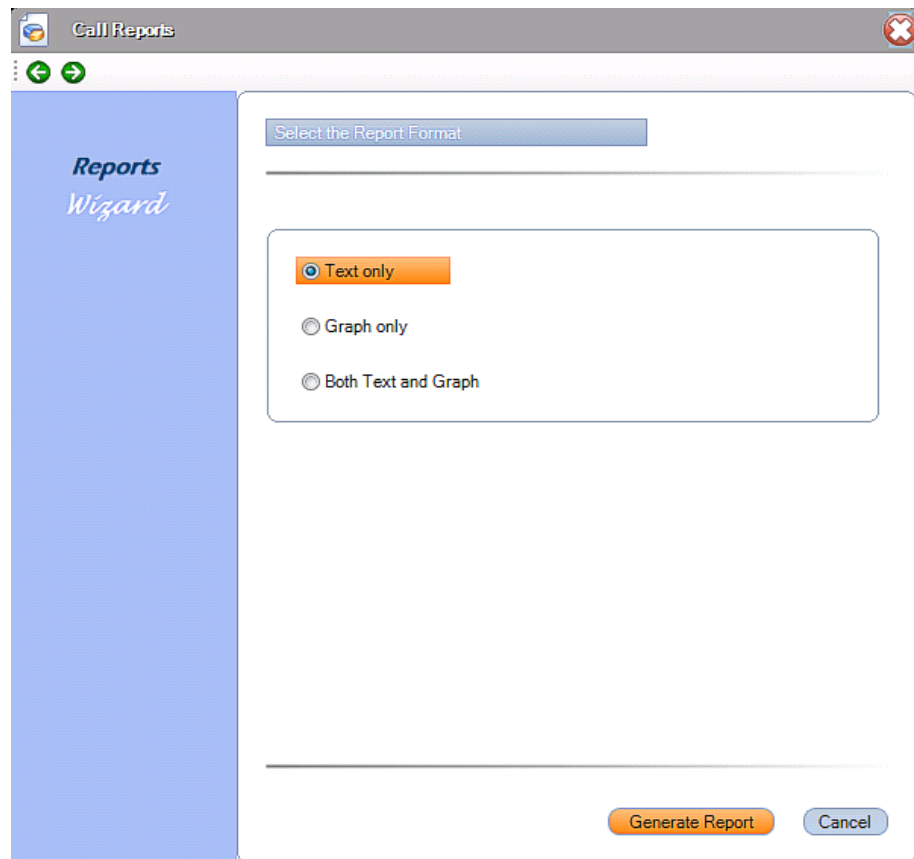 Call Reports
Select the Report Format
Reports
Wizard
Text only
Graph only
Both Text and Graph
Generate Report
Cancel